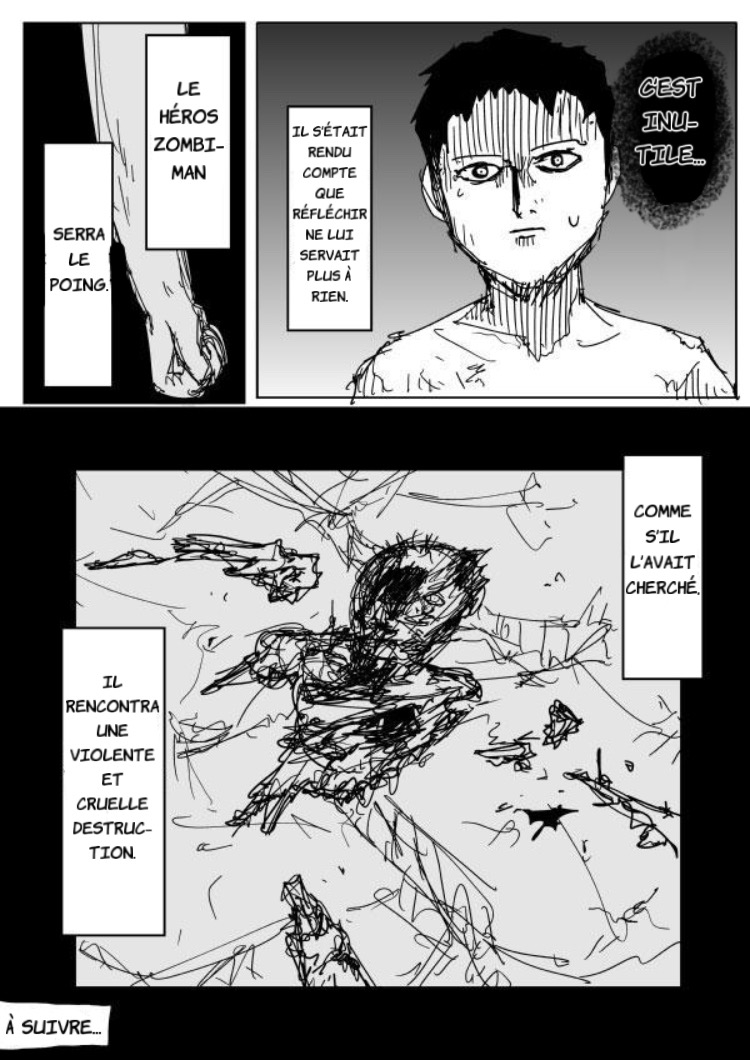 C'EST
INU-
TILE...
IL S'ÉTAIT
RENDU
COMPTE
QUE
RÉFLÉCHIR
NE LUI
SERVAIT
PLUS À
RIEN.
LE
HÉROS
ZOMBI-
MAN
SERRA
LE
POING.
COMME
S'IL
L'AVAIT
CHERCHÉ.
IL
RENCONTRA
UNE
VIOLENTE
ET
CRUELLE
DESTRUC-
TION.
À SUIVRE...